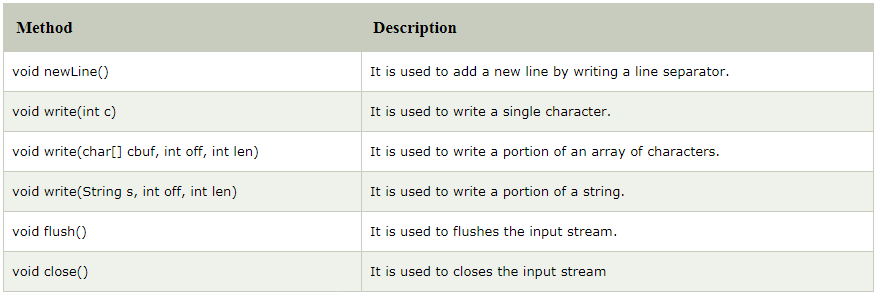 Method Description
void newLine() It is used to add a new line by writing a line separator.
void write(int c) It is used to write a single character.
void write(char[] cbuf, int off, int len) It is used to write a portion of an array of characters.
void write(String s, int off, int len) It is used to write a portion of a string.
void flush() It is used to flushes the input stream.
void close() It is used to closes the input stream